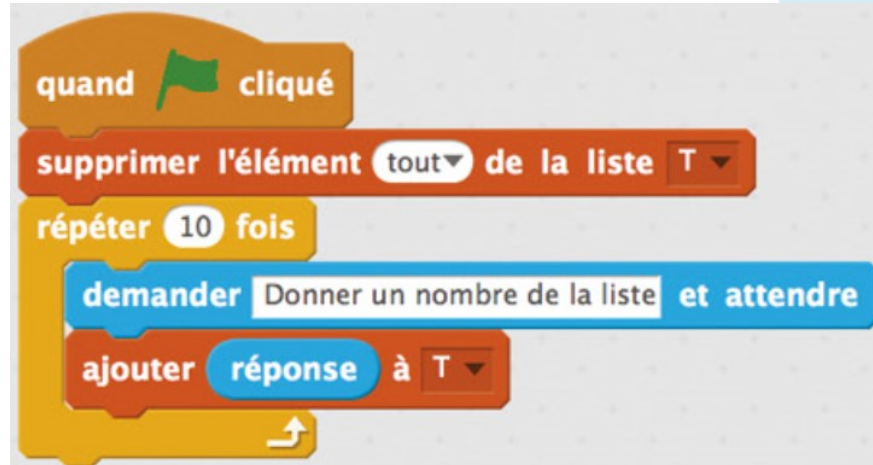 quand cliqué
supprimer l'élément tout de la liste T
répéter 10 fois
demander Donner un nombre de la liste et attendre
ajouter réponse à T